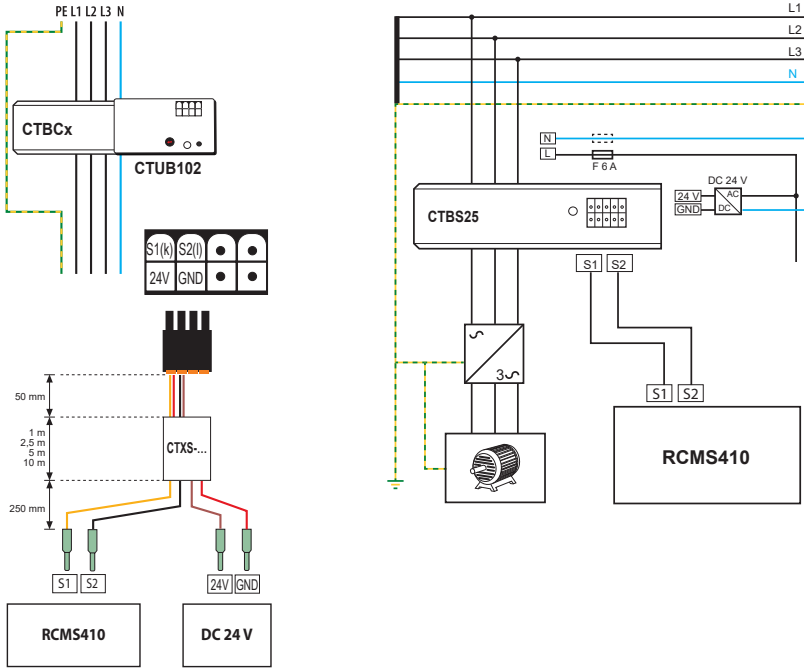 PE L1 L2 L3 N
CTBCx
CTUB102
S1(k) S2(l)
24V GND
50 mm
1 m
2,5 m
5 m
10 m
CTXS-...
250 mm
S1 S2
24V GND
RCMS410
DC 24 V
L1
L2
L3
N
N
L
F 6 A
DC 24 V
24 V
GND
AC
DC
CTBS25
S1 S2
3
S1 S2
RCMS410